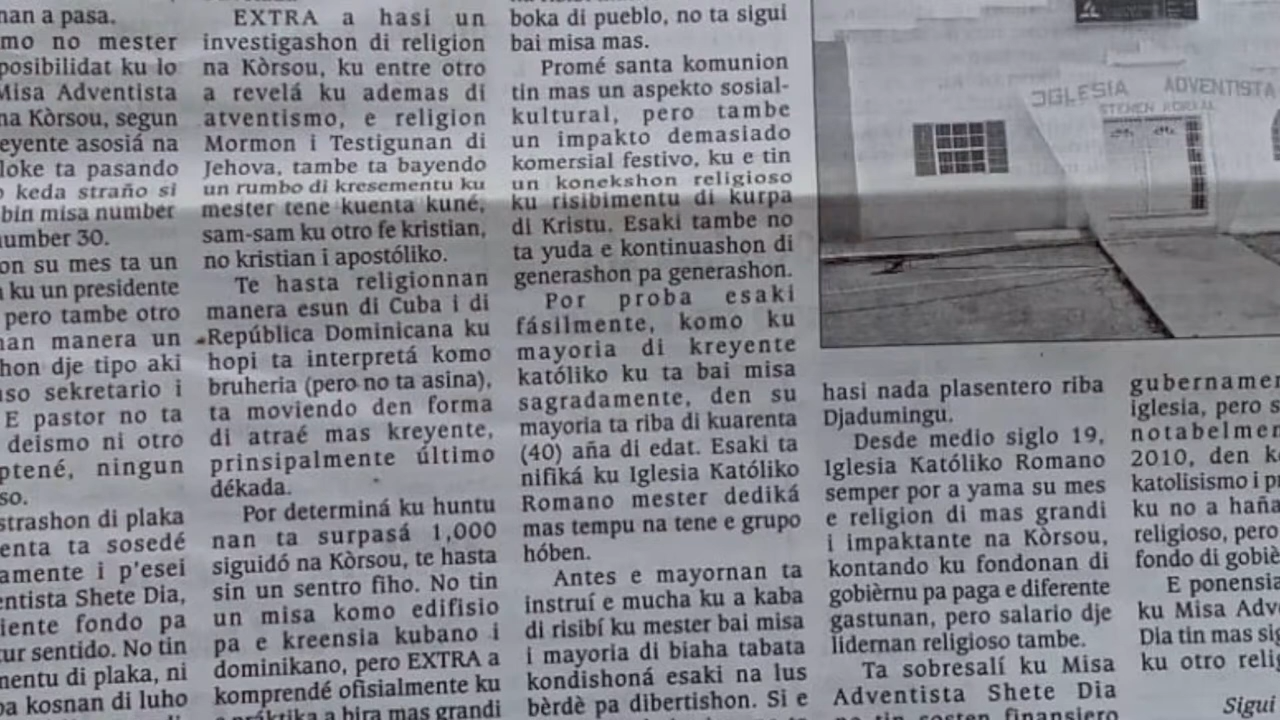 nan a pasa.
mo no mester
posibilidat ku lo
Misa Adventista
na Kòrsou, segun
eyente asosiá na
loke ta pasando
keda straño si
bin misa number
number 30.
on su mes ta un
ku un presidente
pero tambe otro
nan manera un
hon dje tipo aki
so sekretario i
E pastor no ta
deismo ni otro
ptené, ningun
so.
strashon di plaka
enta ta sosedé
amente i p'esei
entista Shete Dia,
iente fondo pa
tur sentido. No tin
mentu di plaka, ni
pa kosnan di luho
EXTRA a hasi un
investigashon di religion
na Kòrsou, ku entre otro
a revelá ku ademas di
atventismo, e religion
Mormon i Testigunan di
Jehova, tambe ta bayendo
un rumbo di kresementu ku
mester tene kuenta kuné,
sam-sam ku otro fe kristian,
no kristian i apostóliko.
Te hasta religionnan
manera esun di Cuba i di
República Dominicana ku
hopi ta interpretá komo
bruheria (pero no ta asina),
ta moviendo den forma
di atraé mas kreyente,
prinsipalmente último
dékada.
Por determiná ku huntu
nan ta surpasá 1,000
siguidó na Kòrsou, te hasta
sin un sentro fiho. No tin
un misa komo edifisio
pa e kreensia kubano i
dominikano, pero EXTRA a
komprendé ofisialmente ku
e práktika a bira mas grandi
boka di pueblo, no ta sigui
bai misa mas.
Promé santa komunion
tin mas un aspekto sosial-
kultural, pero tambe
un impakto demasiado
komersial festivo, ku e tin
un konekshon religioso
ku risibimentu di kurpa
di Kristu. Esaki tambe no
ta yuda e kontinuashon di
generashon pa generashon.
Por proba esaki
fásilmente, komo ku
mayoria di kreyente
katóliko ku ta bai misa
sagradamente, den su
mayoria ta riba di kuarenta
(40) aña di edat. Esaki ta
nifiká ku Iglesia Katóliko
Romano mester dediká
mas tempu na tene e grupo
hóben.
Antes e mayornan ta
instruí e mucha ku a kaba
di risibí ku mester bai misa
i mayoria di biaha tabata
kondishoná esaki na lus
bèrdè pa dibertishon. Si e
IGLESIA ADVENTISTA
hasi nada plasentero riba
Djadumingu.
Desde medio siglo 19,
Iglesia Katóliko Romano
semper por a yama su mes
e religion di mas grandi
i impaktante na Kòrsou,
kontando ku fondonan di
gobièrnu pa paga e diferente
gastunan, pero salario dje
lidernan religioso tambe.
Ta sobresalí ku Misa
Adventista Shete Dia
no tin sosten finansiero
gubernamen
iglesia, pero s
notabelmen
2010, den k
katolisismo i p
ku no a haña
religioso, pero
fondo di gobiè
E ponensia
ku Misa Adv
Dia tin mas sig
ku otro relig
Sigui